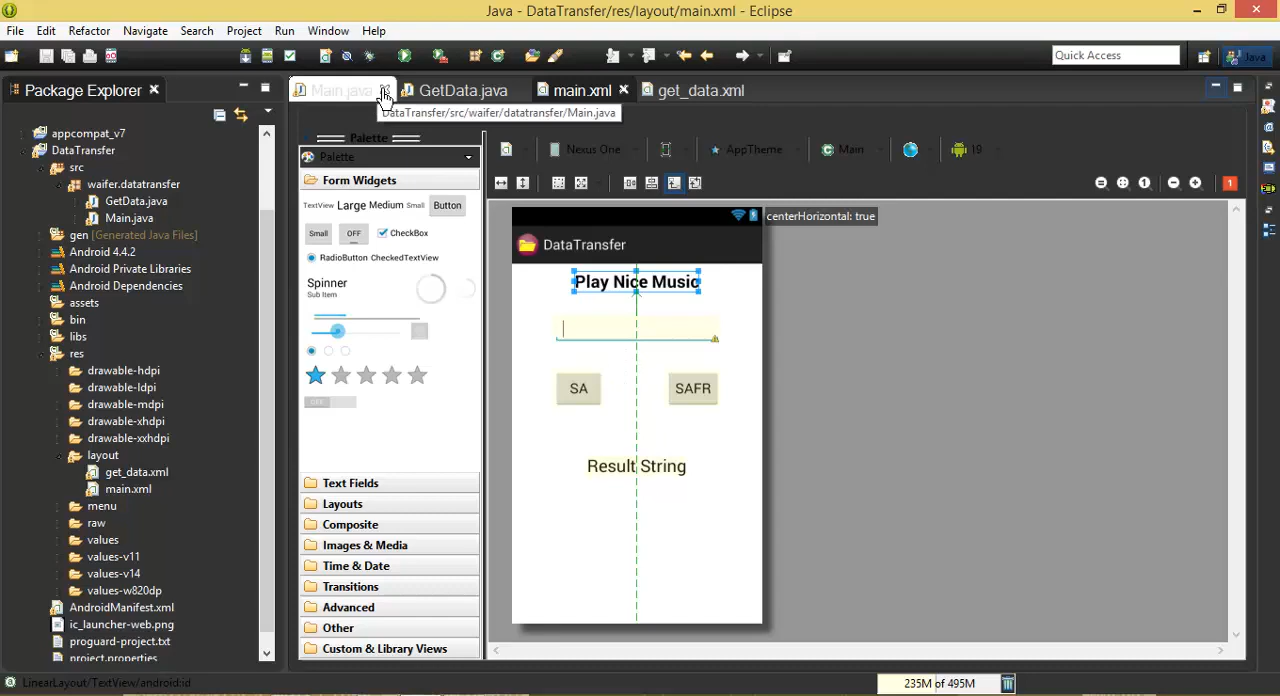 Java - DataTransfer/res/layout/main.xml - Eclipse
File Edit Refactor Navigate Search Project Run Window Help
Quick Access
Java
Package Explorer
Main.java
GetData.java
main.xml
get_data.xml
DataTransfer/src/waifer/datatransfer/Main.java
appcompat_v7
DataTransfer
src
waifer.datatransfer
GetData.java
Main.java
gen [Generated Java Files]
Android 4.4.2
Android Private Libraries
Android Dependencies
assets
bin
libs
res
drawable-hdpi
drawable-ldpi
drawable-mdpi
drawable-xhdpi
drawable-xxhdpi
layout
get_data.xml
main.xml
menu
raw
values
values-v11
values-v14
values-w820dp
AndroidManifest.xml
ic_launcher-web.png
proguard-project.txt
project.properties
Palette
Palette
Form Widgets
TextView Large Medium Small Button
Small OFF CheckBox
RadioButton CheckedTextView
Spinner
Sub Item
OFF
Text Fields
Layouts
Composite
Images & Media
Time & Date
Transitions
Advanced
Other
Custom & Library Views
Nexus One
AppTheme
Main
19
1
1
centerHorizontal: true
DataTransfer
Play Nice Music
SA
SAFR
Result String
LinearLayout/TextView/android:id
235M of 495M